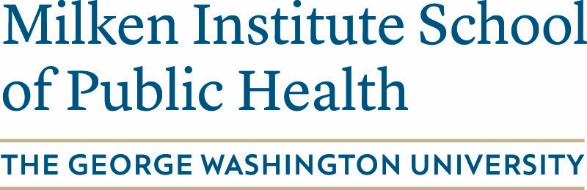 Milken Institute School
of Public Health
THE GEORGE WASHINGTON UNIVERSITY